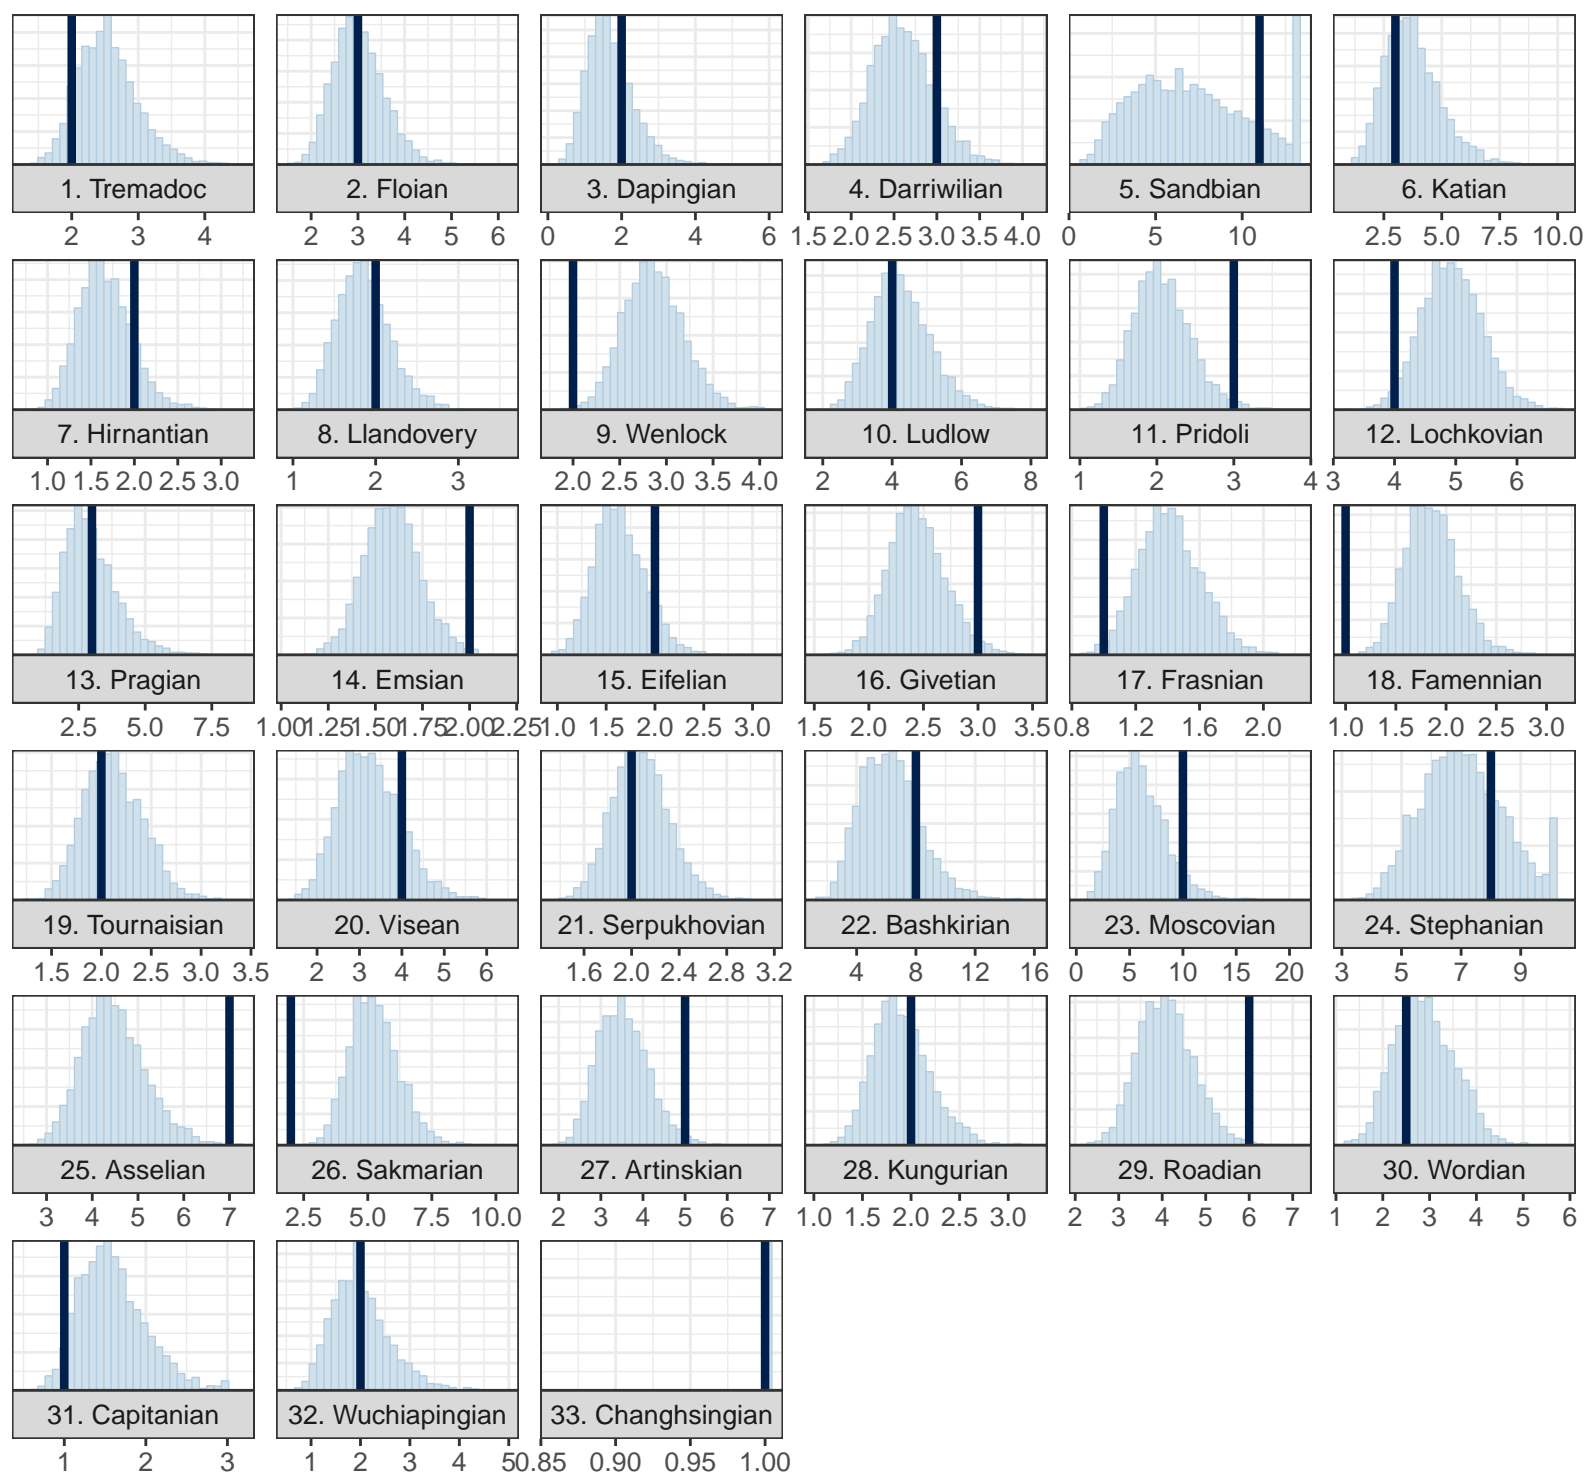 1. Tremadoc 2. Floian 3. Dapingian 4. Darriwilian 5. Sandbian 6. Katian
2 3 4 2 3 4 5 6 0 2 4 6 1.5 2.0 2.5 3.0 3.5 4.0 0 5 10 2.5 5.0 7.5 10.0
7. Hirnantian 8. Llandovery 9. Wenlock 10. Ludlow 11. Pridoli 12. Lochkovian
1.0 1.5 2.0 2.5 3.0 1 2 3 2.0 2.5 3.0 3.5 4.0 2 4 6 8 1 2 3 4 3 4 5 6
13. Pragian 14. Emsian 15. Eifelian 16. Givetian 17. Frasnian 18. Famennian
2.5 5.0 7.5 1.00 1.25 1.50 1.75 2.00 2.25 1.0 1.5 2.0 2.5 3.0 1.5 2.0 2.5 3.0 3.5 0.8 1.2 1.6 2.0 1.0 1.5 2.0 2.5 3.0
19. Tournaisian 20. Visean 21. Serpukhovian 22. Bashkirian 23. Moscovian 24. Stephanian
1.5 2.0 2.5 3.0 3.5 2 3 4 5 6 1.6 2.0 2.4 2.8 3.2 4 8 12 16 0 5 10 15 20 3 5 7 9
25. Asselian 26. Sakmarian 27. Artinskian 28. Kungurian 29. Roadian 30. Wordian
3 4 5 6 7 2.5 5.0 7.5 10.0 2 3 4 5 6 7 1.0 1.5 2.0 2.5 3.0 2 3 4 5 6 7 1 2 3 4 5 6
31. Capitanian 32. Wuchiapingian 33. Changhsingian
1 2 3 1 2 3 4 5 0.85 0.90 0.95 1.00